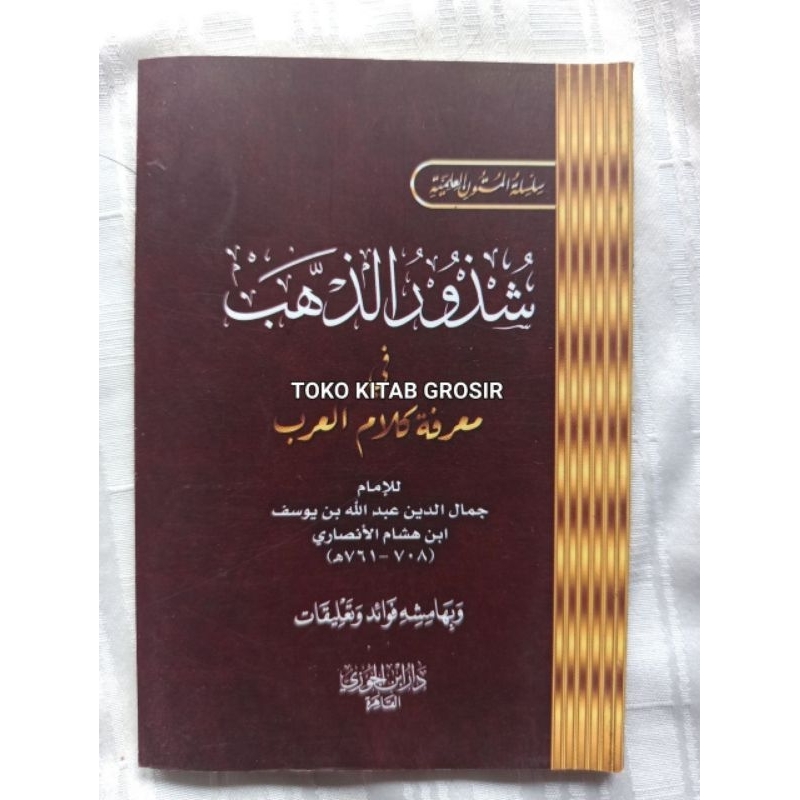 سلسلة المتون العلمية
شذور الذهب
في
TOKO KITAB GROSIR
معرفة كلام العرب
للإمام
جمال الدين عبد الله بن يوسف
ابن هشام الأنصاري
(٧٠٨ - ٧٦١هـ)
وبهامشه فوائد وتعليقات
دار ابن الجوزي
القاهرة